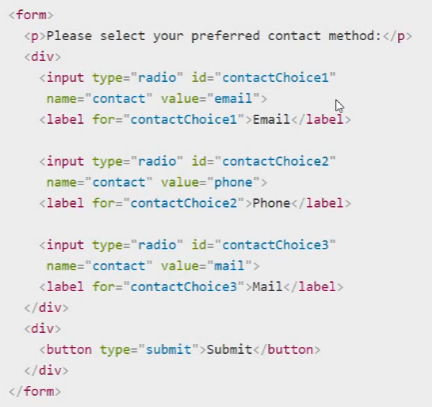 <form>
<p>Please select your preferred contact method:</p>
<div>
<input type="radio" id="contactChoice1"
name="contact" value="email">
<label for="contactChoice1">Email</label>
<input type="radio" id="contactChoice2"
name="contact" value="phone">
<label for="contactChoice2">Phone</label>
<input type="radio" id="contactChoice3"
name="contact" value="mail">
<label for="contactChoice3">Mail</label>
</div>
<div>
<button type="submit">Submit</button>
</div>
</form>